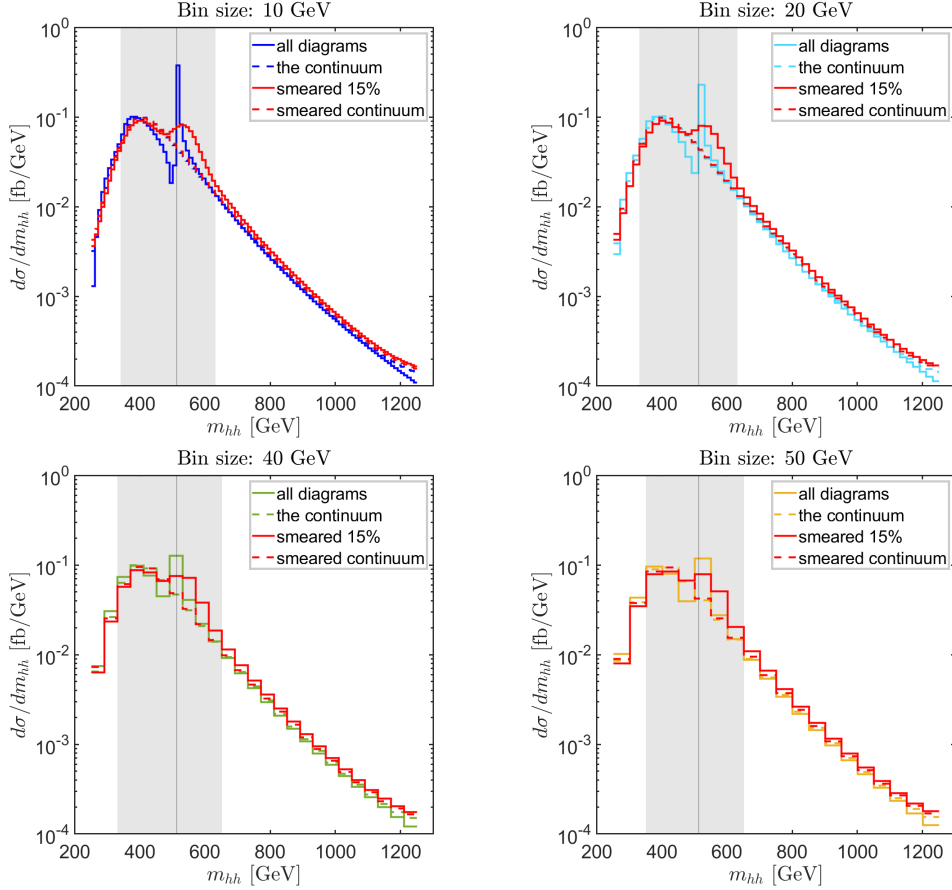 Bin size: 10 GeV
10^0
10^-1
10^-2
10^-3
10^-4
dσ/dm_hh [fb/GeV]
all diagrams
the continuum
smeared 15%
smeared continuum
200 400 600 800 1000 1200
m_hh [GeV]
Bin size: 20 GeV
10^0
10^-1
10^-2
10^-3
10^-4
dσ/dm_hh [fb/GeV]
all diagrams
the continuum
smeared 15%
smeared continuum
200 400 600 800 1000 1200
m_hh [GeV]
Bin size: 40 GeV
10^0
10^-1
10^-2
10^-3
10^-4
dσ/dm_hh [fb/GeV]
all diagrams
the continuum
smeared 15%
smeared continuum
200 400 600 800 1000 1200
m_hh [GeV]
Bin size: 50 GeV
10^0
10^-1
10^-2
10^-3
10^-4
dσ/dm_hh [fb/GeV]
all diagrams
the continuum
smeared 15%
smeared continuum
200 400 600 800 1000 1200
m_hh [GeV]